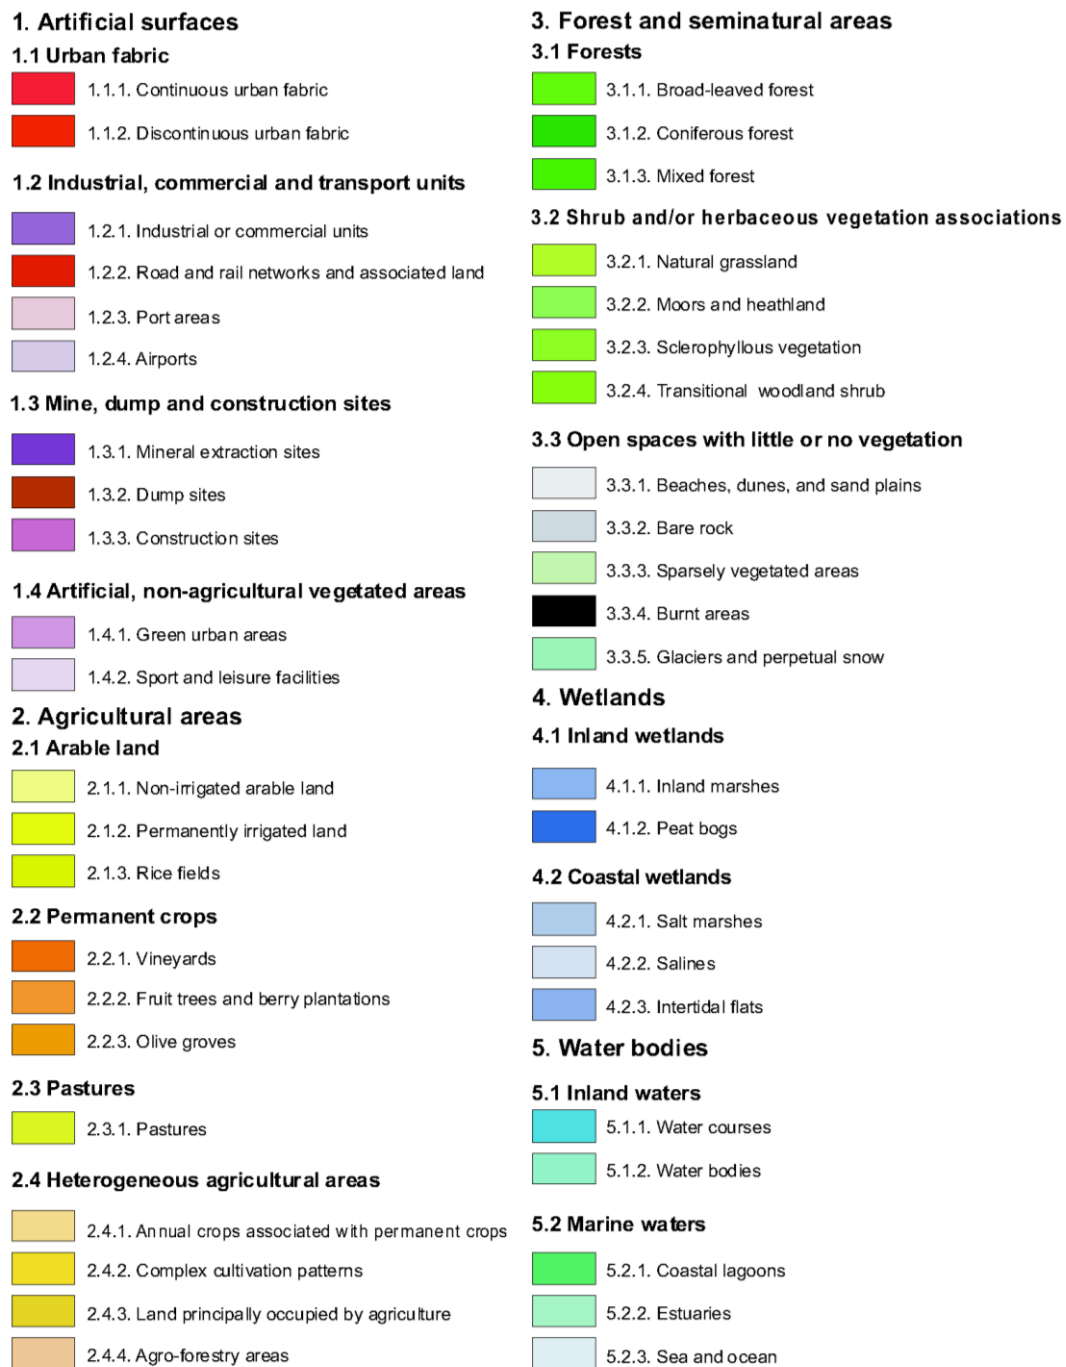 1. Artificial surfaces
1.1 Urban fabric
1.1.1. Continuous urban fabric
1.1.2. Discontinuous urban fabric
1.2 Industrial, commercial and transport units
1.2.1. Industrial or commercial units
1.2.2. Road and rail networks and associated land
1.2.3. Port areas
1.2.4. Airports
1.3 Mine, dump and construction sites
1.3.1. Mineral extraction sites
1.3.2. Dump sites
1.3.3. Construction sites
1.4 Artificial, non-agricultural vegetated areas
1.4.1. Green urban areas
1.4.2. Sport and leisure facilities
2. Agricultural areas
2.1 Arable land
2.1.1. Non-irrigated arable land
2.1.2. Permanently irrigated land
2.1.3. Rice fields
2.2 Permanent crops
2.2.1. Vineyards
2.2.2. Fruit trees and berry plantations
2.2.3. Olive groves
2.3 Pastures
2.3.1. Pastures
2.4 Heterogeneous agricultural areas
2.4.1. Annual crops associated with permanent crops
2.4.2. Complex cultivation patterns
2.4.3. Land principally occupied by agriculture
2.4.4. Agro-forestry areas
3. Forest and seminatural areas
3.1 Forests
3.1.1. Broad-leaved forest
3.1.2. Coniferous forest
3.1.3. Mixed forest
3.2 Shrub and/or herbaceous vegetation associations
3.2.1. Natural grassland
3.2.2. Moors and heathland
3.2.3. Sclerophyllous vegetation
3.2.4. Transitional woodland shrub
3.3 Open spaces with little or no vegetation
3.3.1. Beaches, dunes, and sand plains
3.3.2. Bare rock
3.3.3. Sparsely vegetated areas
3.3.4. Burnt areas
3.3.5. Glaciers and perpetual snow
4. Wetlands
4.1 Inland wetlands
4.1.1. Inland marshes
4.1.2. Peat bogs
4.2 Coastal wetlands
4.2.1. Salt marshes
4.2.2. Salines
4.2.3. Intertidal flats
5. Water bodies
5.1 Inland waters
5.1.1. Water courses
5.1.2. Water bodies
5.2 Marine waters
5.2.1. Coastal lagoons
5.2.2. Estuaries
5.2.3. Sea and ocean